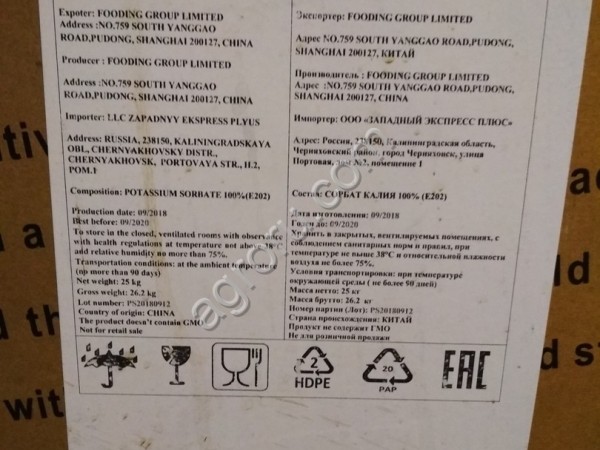 Expoter: FOODING GROUP LIMITED
Address :NO.759 SOUTH YANGGAO
ROAD,PUDONG, SHANGHAI 200127, CHINA
Producer : FOODING GROUP LIMITED
Address :NO.759 SOUTH YANGGAO
ROAD,PUDONG, SHANGHAI 200127, CHINA
Importer: LLC ZAPADNYY EKSPRESS PLYUS
Address: RUSSIA, 238150, KALININGRADSKAYA
OBL, CHERNYAKHOVSKY DISTR.,
CHERNYAKHOVSK, PORTOVAYA STR., H.2,
POM.1
Composition: POTASSIUM SORBATE 100%(E202)
Production date: 09/2018
Best before: 09/2020
To store in the closed, ventilated rooms with observance
with health regulations at temperature not above 38°C
and relative humidity no more than 75%.
Transportation conditions: at the ambient temperature
(up more than 90 days)
Net weight: 25 kg
Gross weight: 26.2 kg
Lot number: PS20180912
Country of origin: CHINA
The product doesn't contain GMO
Not for retail sale
Экспортер: FOODING GROUP LIMITED
Адрес NO.759 SOUTH YANGGAO ROAD,PUDONG,
SHANGHAI 200127, КИТАЙ
Производитель : FOODING GROUP LIMITED
Адрес :NO.759 SOUTH YANGGAO ROAD,PUDONG,
SHANGHAI 200127, CHINA
Импортер: ООО «ЗАПАДНЫЙ ЭКСПРЕСС ПЛЮС»
Адрес: Россия, 238150, Калининградская область,
Черняховский район, город Черняховск, улица
Портовая, дом №2, помещение 1
Состав: СОРБАТ КАЛИЯ 100% (E202)
Дата изготовления: 09/2018
Годен до: 09/2020
Хранить в закрытых, вентилируемых помещениях, с
соблюдением санитарных норм и правил, при
температуре не выше 38°C и относительной влажности
воздуха не более 75%.
Условия транспортировки: при температуре
окружающей среды ( не более 90 дней)
Масса нетто: 25 кг
Масса брутто: 26.2 кг
Номер партии (Лот): PS20180912
Страна происхождения: КИТАЙ
Продукт не содержит ГМО
Не для розничной продажи
2
HDPE
20
PAP
EAC